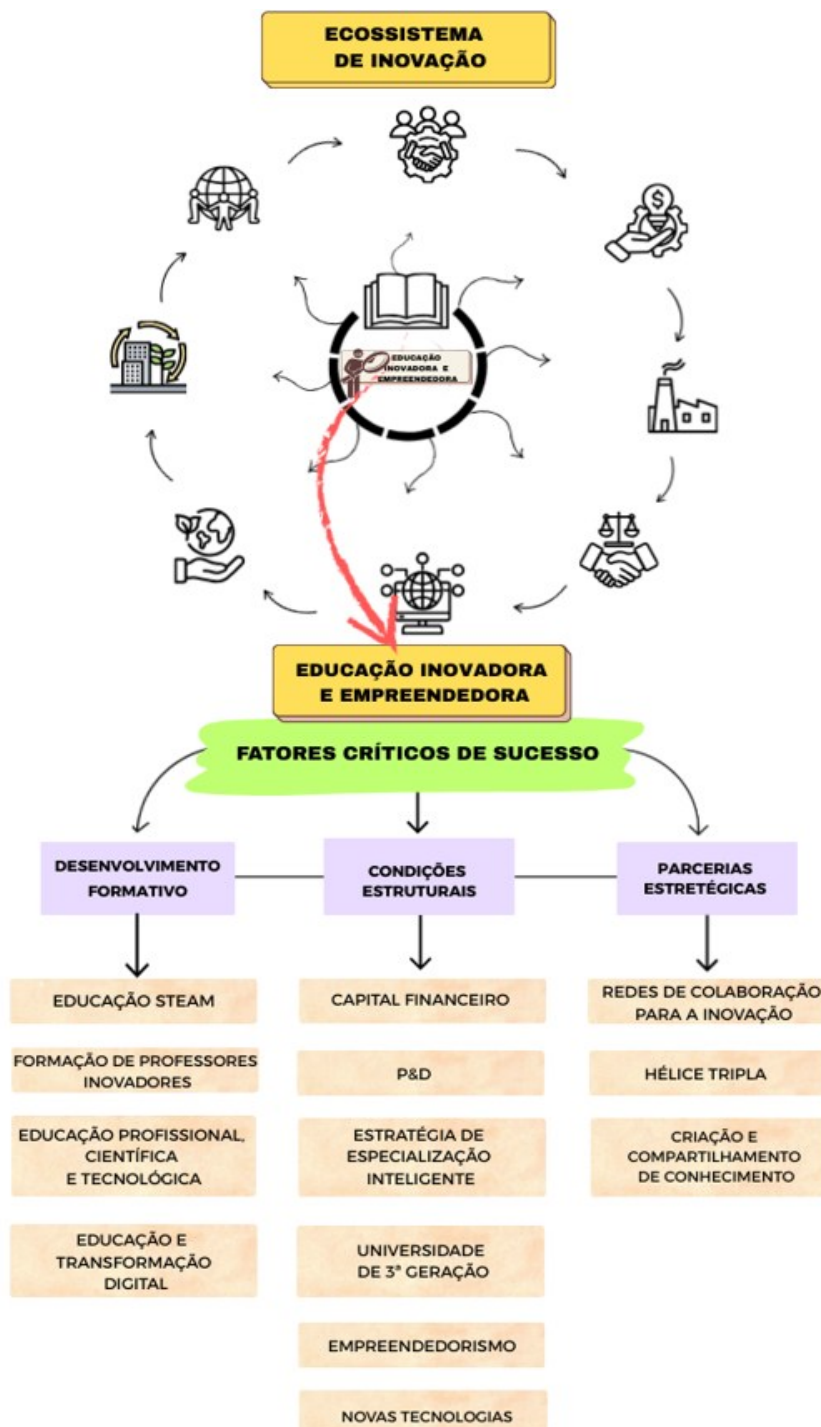 ECOSSISTEMA
DE INOVAÇÃO
EDUCAÇÃO
INOVADORA E
EMPREENDEDORA
EDUCAÇÃO INOVADORA
E EMPREENDEDORA
FATORES CRÍTICOS DE SUCESSO
DESENVOLVIMENTO
FORMATIVO
CONDIÇÕES
ESTRUTURAIS
PARCERIAS
ESTRETÉGICAS
EDUCAÇÃO STEAM
FORMAÇÃO DE PROFESSORES
INOVADORES
EDUCAÇÃO PROFISSIONAL,
CIENTÍFICA
E TECNOLÓGICA
EDUCAÇÃO E
TRANSFORMAÇÃO
DIGITAL
CAPITAL FINANCEIRO
P&D
ESTRATÉGIA DE
ESPECIALIZAÇÃO
INTELIGENTE
UNIVERSIDADE
DE 3ª GERAÇÃO
EMPREENDEDORISMO
NOVAS TECNOLOGIAS
REDES DE COLABORAÇÃO
PARA A INOVAÇÃO
HÉLICE TRIPLA
CRIAÇÃO E
COMPARTILHAMENTO
DE CONHECIMENTO